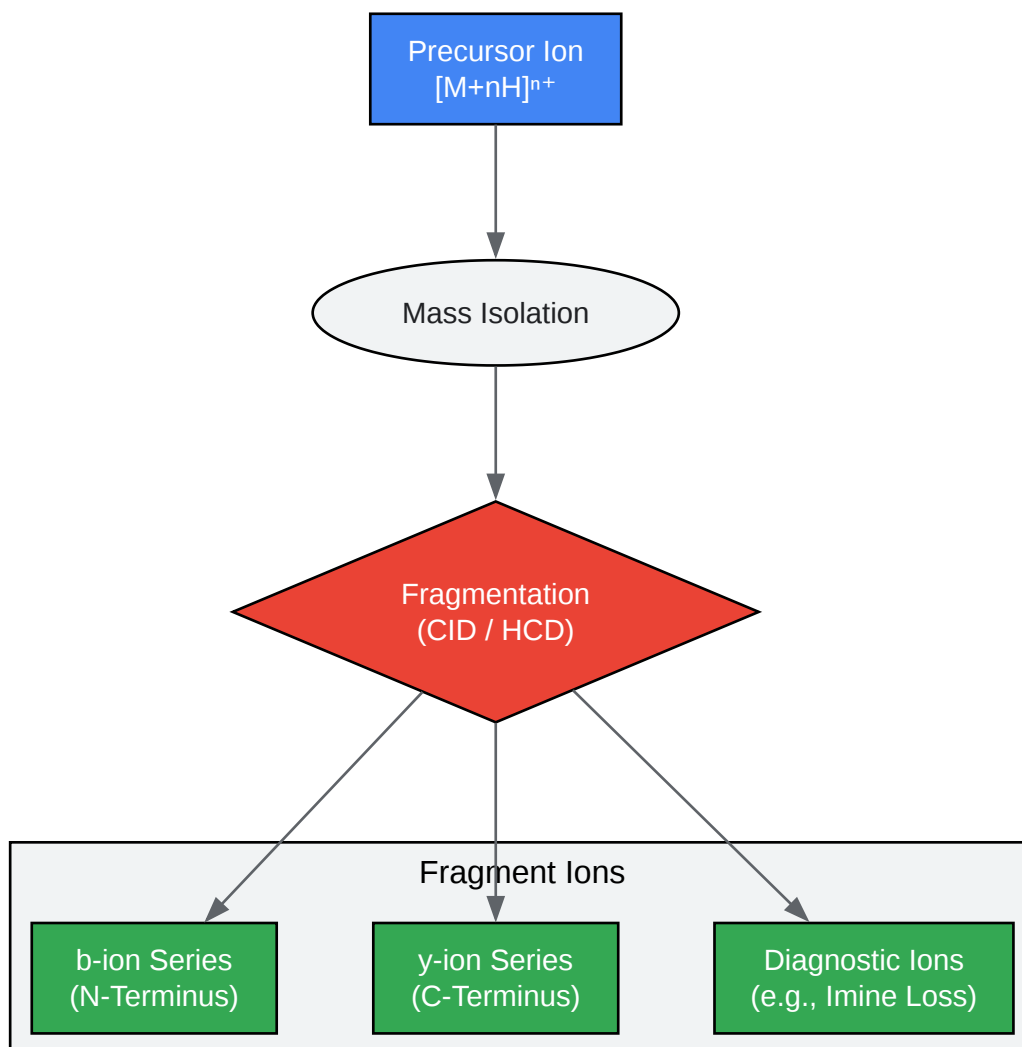 Precursor Ion
[M+nH]ⁿ⁺
Mass Isolation
Fragmentation
(CID / HCD)
Fragment Ions
b-ion Series
(N-Terminus)
y-ion Series
(C-Terminus)
Diagnostic Ions
(e.g., Imine Loss)